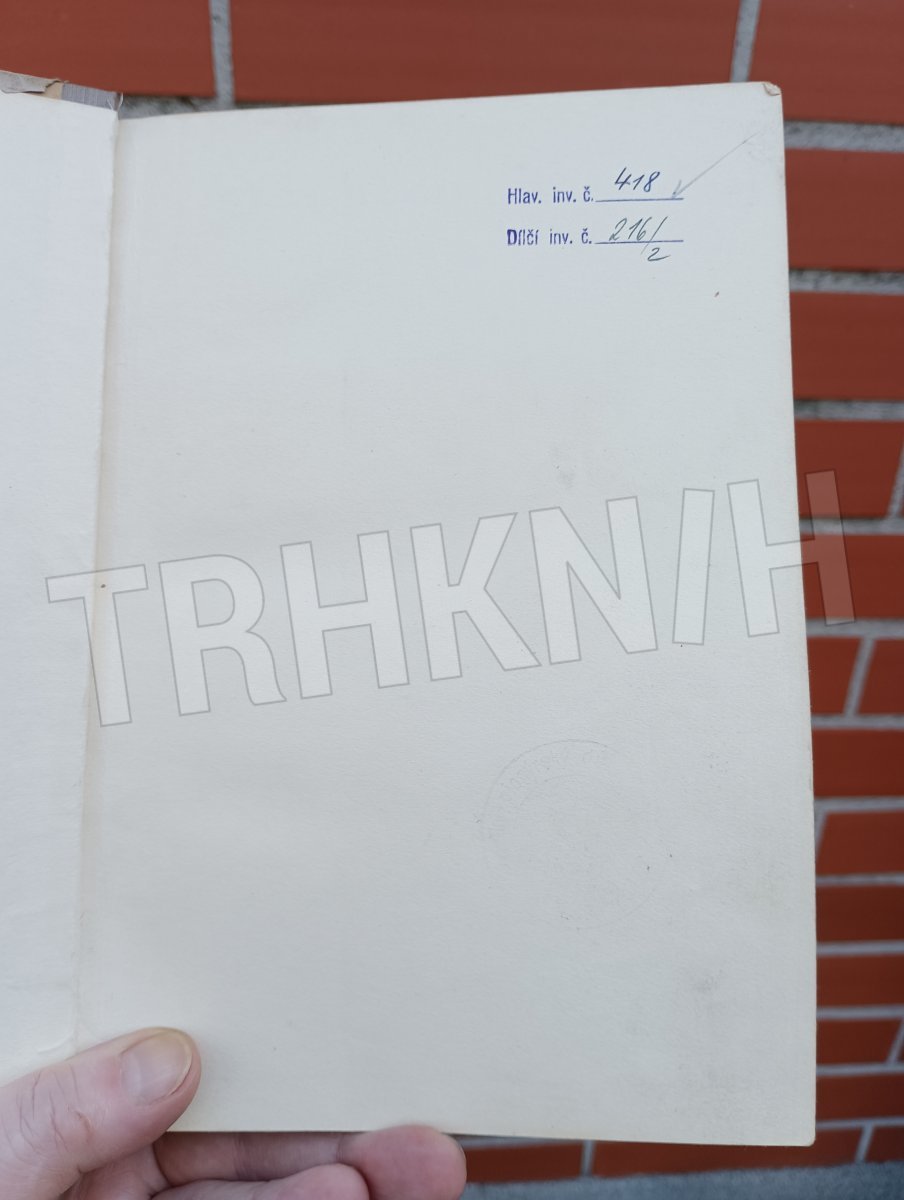 Hlav. inv. č. 418
Dílčí inv. č. 216/2
TRHKNIH